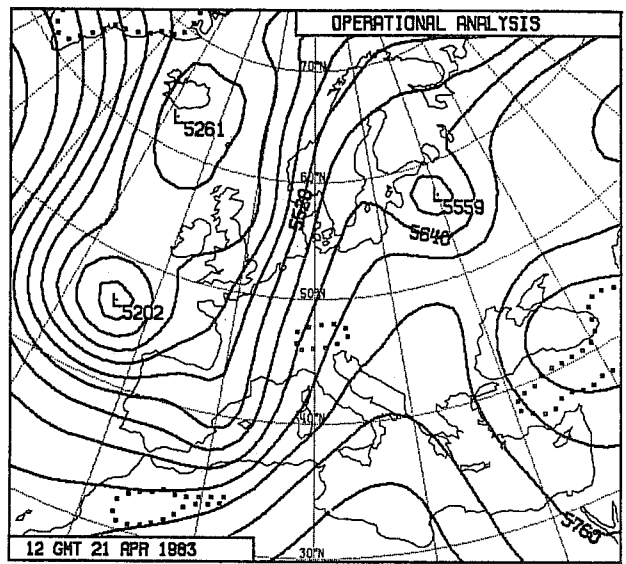 OPERATIONAL ANALYSIS
70°N
L
5261
60°N
5520
L
5559
5640
50°N
L
5202
40°N
5760
12 GMT 21 APR 1983
30°N